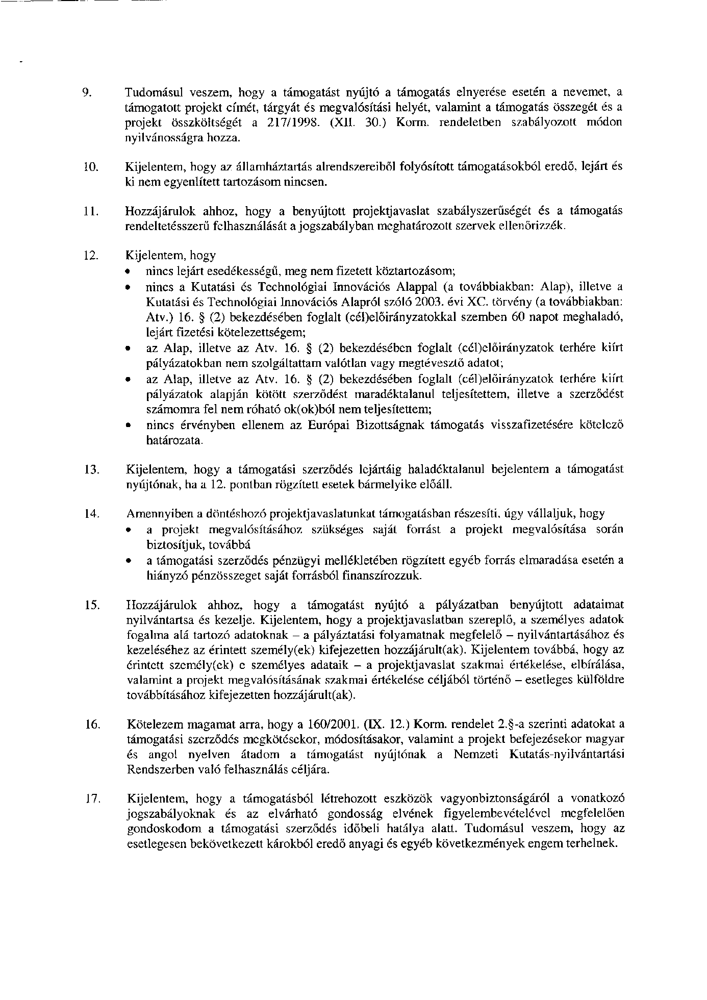 9. Tudomásul veszem, hogy a támogatást nyújtó a támogatás elnyerése esetén a nevemet, a
támogatott projekt címét, tárgyát és megvalósítási helyét, valamint a támogatás összegét és a
projekt összköltségét a 217/1998. (XII. 30.) Korm. rendeletben szabályozott módon
nyilvánosságra hozza.
10. Kijelentem, hogy az államháztartás alrendszereiből folyósított támogatásokból eredő, lejárt és
ki nem egyenlített tartozásom nincsen.
11. Hozzájárulok ahhoz, hogy a benyújtott projektjavaslat szabályszerűségét és a támogatás
rendeltetésszerű felhasználását a jogszabályban meghatározott szervek ellenőrizzék.
12. Kijelentem, hogy
• nincs lejárt esedékességű, meg nem fizetett köztartozásom;
• nincs a Kutatási és Technológiai Innovációs Alappal (a továbbiakban: Alap), illetve a
Kutatási és Technológiai Innovációs Alapról szóló 2003. évi XC. törvény (a továbbiakban:
Atv.) 16. § (2) bekezdésében foglalt (cél)előirányzatokkal szemben 60 napot meghaladó,
lejárt fizetési kötelezettségem;
• az Alap, illetve az Atv. 16. § (2) bekezdésében foglalt (cél)előirányzatok terhére kiírt
pályázatokban nem szolgáltattam valótlan vagy megtévesztő adatot;
• az Alap, illetve az Atv. 16. § (2) bekezdésében foglalt (cél)előirányzatok terhére kiírt
pályázatok alapján kötött szerződést maradéktalanul teljesítettem, illetve a szerződést
számomra fel nem róható ok(ok)ból nem teljesítettem;
• nincs érvényben ellenem az Európai Bizottságnak támogatás visszafizetésére kötelező
határozata.
13. Kijelentem, hogy a támogatási szerződés lejártáig haladéktalanul bejelentem a támogatást
nyújtónak, ha a 12. pontban rögzített esetek bármelyike előáll.
14. Amennyiben a döntéshozó projektjavaslatunkat támogatásban részesíti, úgy vállaljuk, hogy
• a projekt megvalósításához szükséges saját forrást a projekt megvalósítása során
biztosítjuk, továbbá
• a támogatási szerződés pénzügyi mellékletében rögzített egyéb forrás elmaradása esetén a
hiányzó pénzösszeget saját forrásból finanszírozzuk.
15. Hozzájárulok ahhoz, hogy a támogatást nyújtó a pályázatban benyújtott adataimat
nyilvántartsa és kezelje. Kijelentem, hogy a projektjavaslatban szereplő, a személyes adatok
fogalma alá tartozó adatoknak – a pályáztatási folyamatnak megfelelő – nyilvántartásához és
kezeléséhez az érintett személy(ek) kifejezetten hozzájárult(ak). Kijelentem továbbá, hogy az
érintett személy(ek) e személyes adataik – a projektjavaslat szakmai értékelése, elbírálása,
valamint a projekt megvalósításának szakmai értékelése céljából történő – esetleges külföldre
továbbításához kifejezetten hozzájárult(ak).
16. Kötelezem magamat arra, hogy a 160/2001. (IX. 12.) Korm. rendelet 2.§-a szerinti adatokat a
támogatási szerződés megkötésekor, módosításakor, valamint a projekt befejezésekor magyar
és angol nyelven átadom a támogatást nyújtónak a Nemzeti Kutatás-nyilvántartási
Rendszerben való felhasználás céljára.
17. Kijelentem, hogy a támogatásból létrehozott eszközök vagyonbiztonságáról a vonatkozó
jogszabályoknak és az elvárható gondosság elvének figyelembevételével megfelelően
gondoskodom a támogatási szerződés időbeli hatálya alatt. Tudomásul veszem, hogy az
esetlegesen bekövetkezett károkból eredő anyagi és egyéb következmények engem terhelnek.